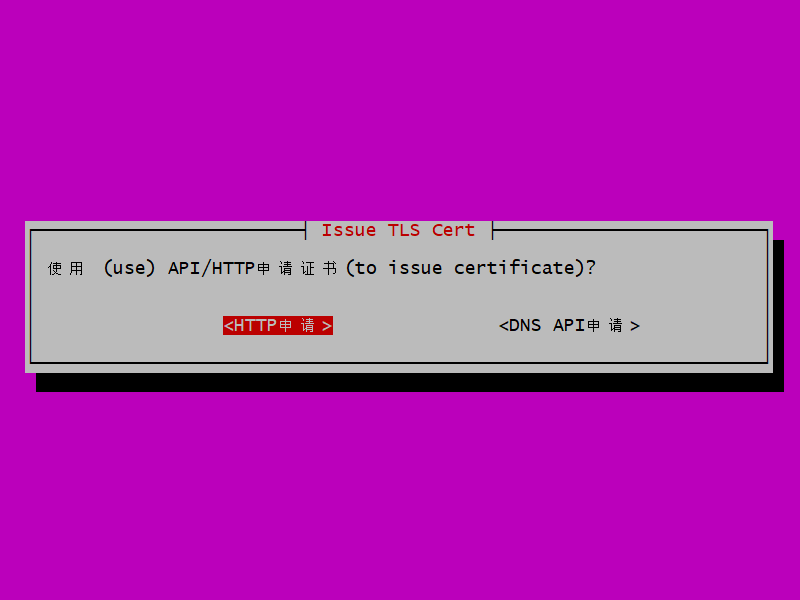 Issue TLS Cert
使用 (use) API/HTTP申请证书(to issue certificate)?
<HTTP申请> <DNS API申请>